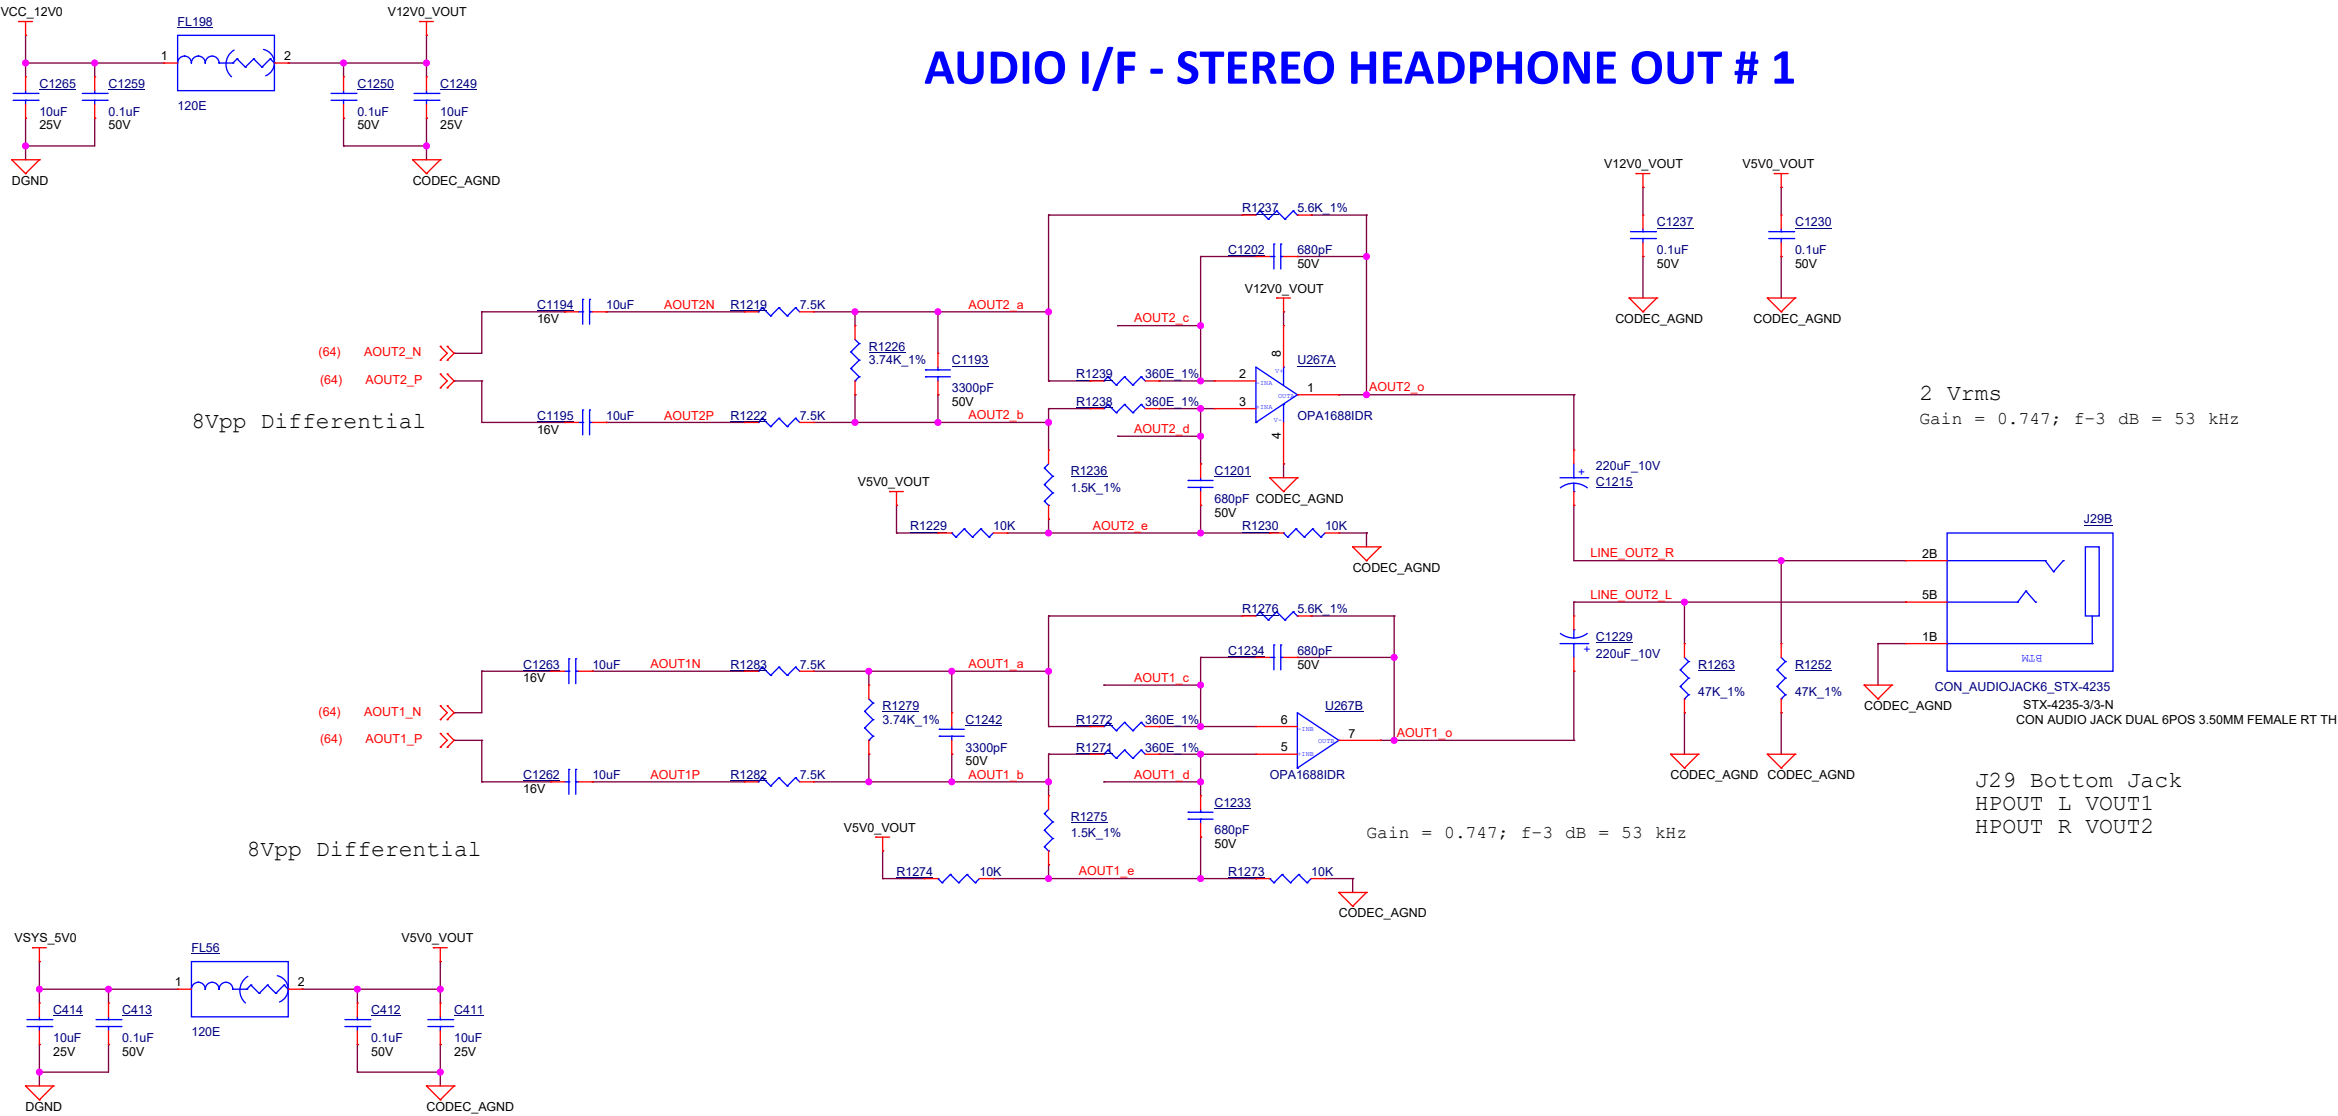 AUDIO I/F - STEREO HEADPHONE OUT # 1
VCC_12V0
FL198
V12V0_VOUT
1
2
C1265
10uF
25V
C1259
0.1uF
50V
120E
C1250
0.1uF
50V
C1249
10uF
25V
DGND
CODEC_AGND
V12V0_VOUT
C1237
0.1uF
50V
CODEC_AGND
V5V0_VOUT
C1230
0.1uF
50V
CODEC_AGND
R1237
5.6K_1%
C1202
680pF
50V
V12V0_VOUT
C1194
10uF
16V
AOUT2N
R1219
7.5K
AOUT2_a
AOUT2_c
(64) AOUT2_N
(64) AOUT2_P
8Vpp Differential
R1226
3.74K_1%
C1193
3300pF
50V
R1239
360E_1%
R1238
360E_1%
2
3
8
V+
-INA
+INA
OUTA
V-
4
1
U267A
OPA1688IDR
AOUT2_o
C1195
10uF
16V
AOUT2P
R1222
7.5K
AOUT2_b
AOUT2_d
R1236
1.5K_1%
C1201
680pF
50V
CODEC_AGND
V5V0_VOUT
R1229
10K
AOUT2_e
R1230
10K
CODEC_AGND
2 Vrms
Gain = 0.747; f-3 dB = 53 kHz
220uF_10V
C1215
+
LINE_OUT2_R
LINE_OUT2_L
C1229
220uF_10V
+
J29B
2B
5B
1B
BTM
CON_AUDIOJACK6_STX-4235
STX-4235-3/3-N
CON AUDIO JACK DUAL 6POS 3.50MM FEMALE RT TH
R1263
47K_1%
R1252
47K_1%
CODEC_AGND
CODEC_AGND
CODEC_AGND
J29 Bottom Jack
HPOUT L VOUT1
HPOUT R VOUT2
R1276
5.6K_1%
C1234
680pF
50V
C1263
10uF
16V
AOUT1N
R1283
7.5K
AOUT1_a
AOUT1_c
(64) AOUT1_N
(64) AOUT1_P
R1279
3.74K_1%
C1242
3300pF
50V
R1272
360E_1%
R1271
360E_1%
6
5
-INB
+INB
OUTB
7
U267B
OPA1688IDR
AOUT1_o
C1262
10uF
16V
AOUT1P
R1282
7.5K
AOUT1_b
AOUT1_d
R1275
1.5K_1%
C1233
680pF
50V
V5V0_VOUT
R1274
10K
AOUT1_e
R1273
10K
CODEC_AGND
Gain = 0.747; f-3 dB = 53 kHz
8Vpp Differential
VSYS_5V0
FL56
V5V0_VOUT
1
2
C414
10uF
25V
C413
0.1uF
50V
120E
C412
0.1uF
50V
C411
10uF
25V
DGND
CODEC_AGND